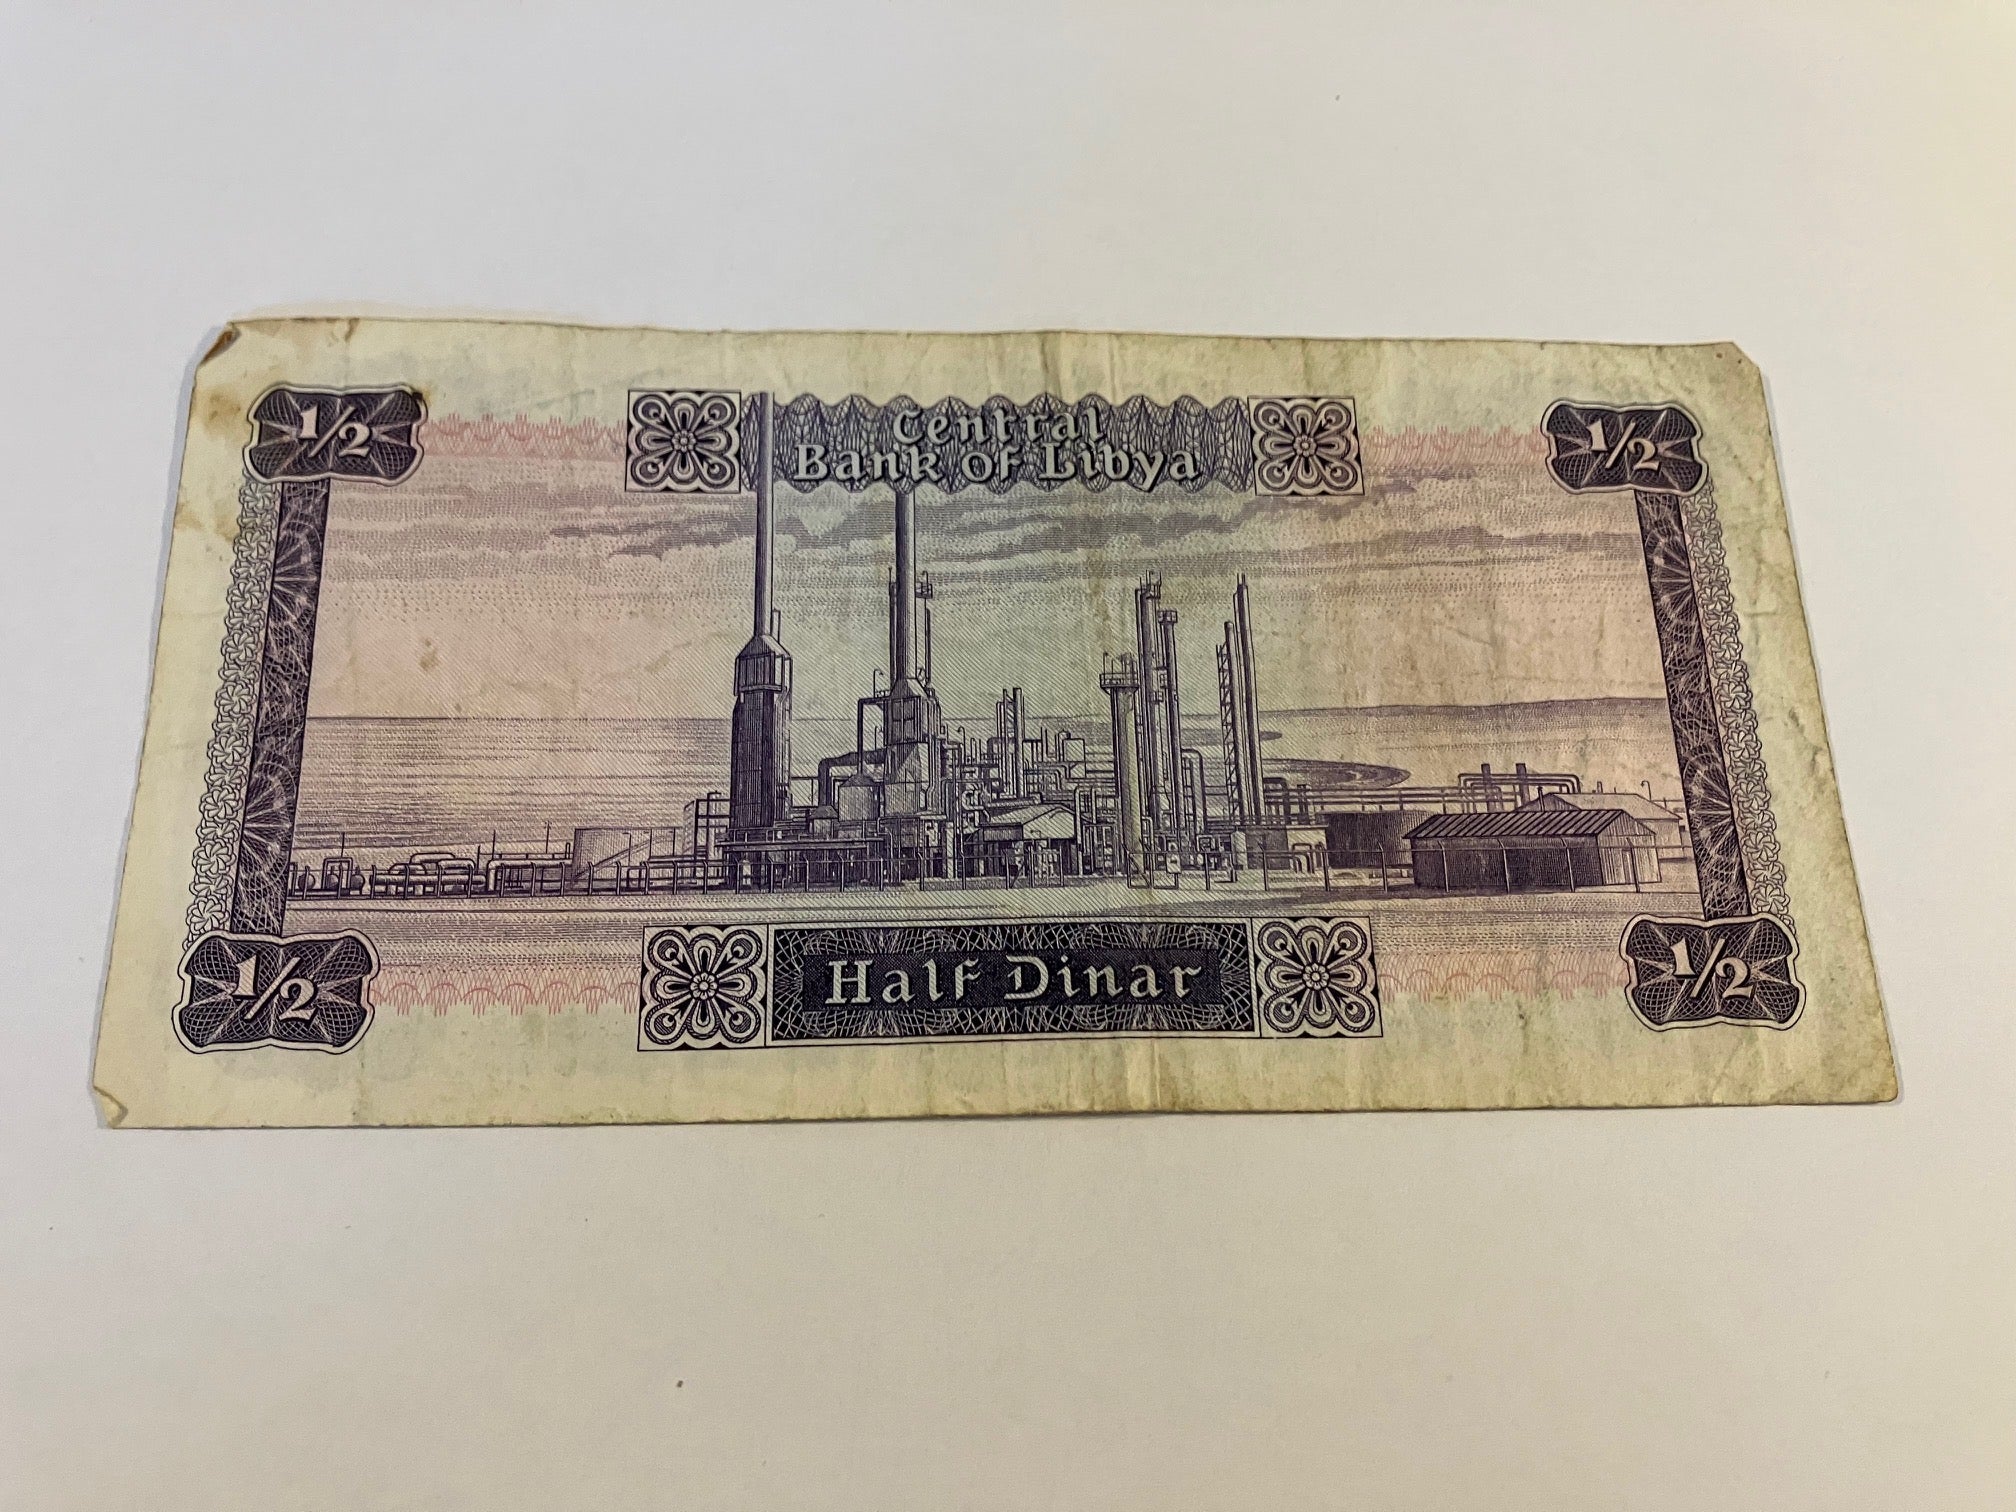 1/2
Central
Bank of Libya
1/2
1/2
Half Dinar
1/2